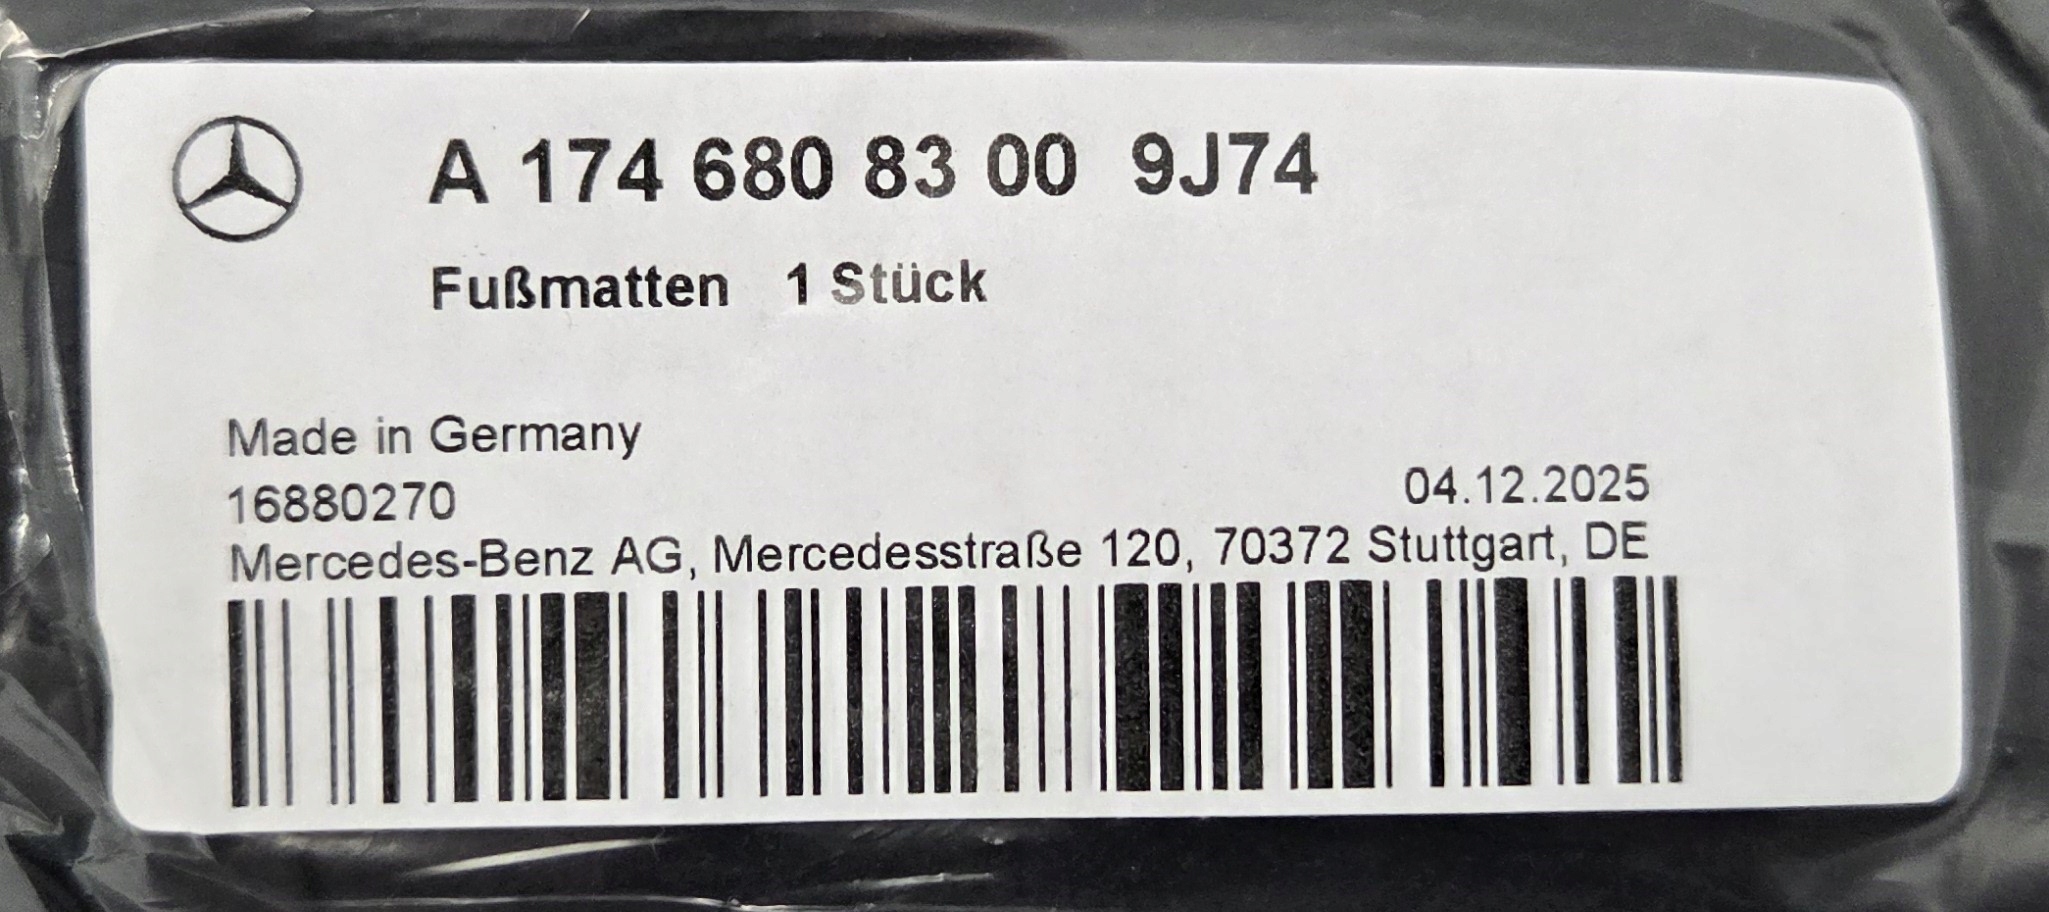 A 174 680 83 00 9J74
Fußmatten 1 Stück
Made in Germany
16880270
04.12.2025
Mercedes-Benz AG, Mercedesstraße 120, 70372 Stuttgart, DE